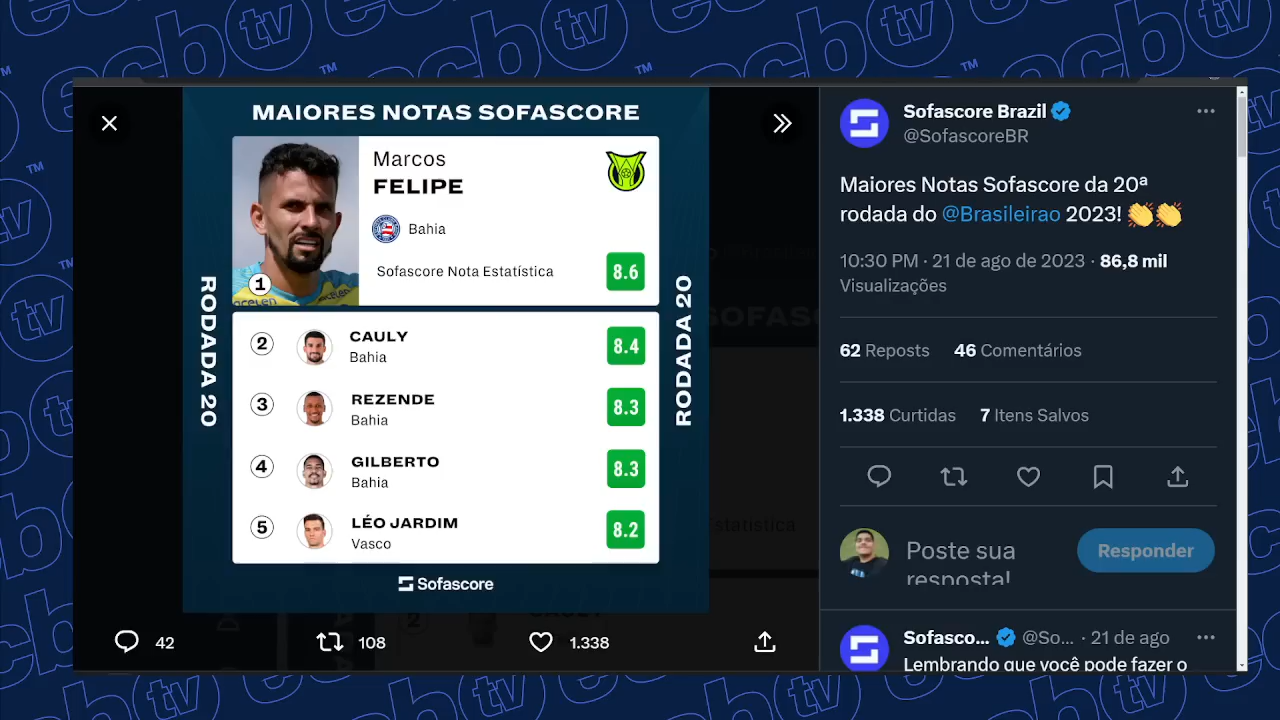 MAIORES NOTAS SOFASCORE
Marcos
FELIPE
Bahia
Sofascore Nota Estatística
8.6
1
RODADA 20
RODADA 20
2
CAULY
Bahia
8.4
3
REZENDE
Bahia
8.3
4
GILBERTO
Bahia
8.3
5
LÉO JARDIM
Vasco
8.2
Sofascore
42
108
1.338
Sofascore Brazil
@SofascoreBR
Maiores Notas Sofascore da 20ª
rodada do @Brasileirao 2023! 👏👏
10:30 PM · 21 de ago de 2023 · 86,8 mil
Visualizações
62 Reposts 46 Comentários
1.338 Curtidas 7 Itens Salvos
Poste sua
resposta!
Responder
Sofasco... @So... · 21 de ago
Lembrando que você pode fazer o
ecbtv
TM